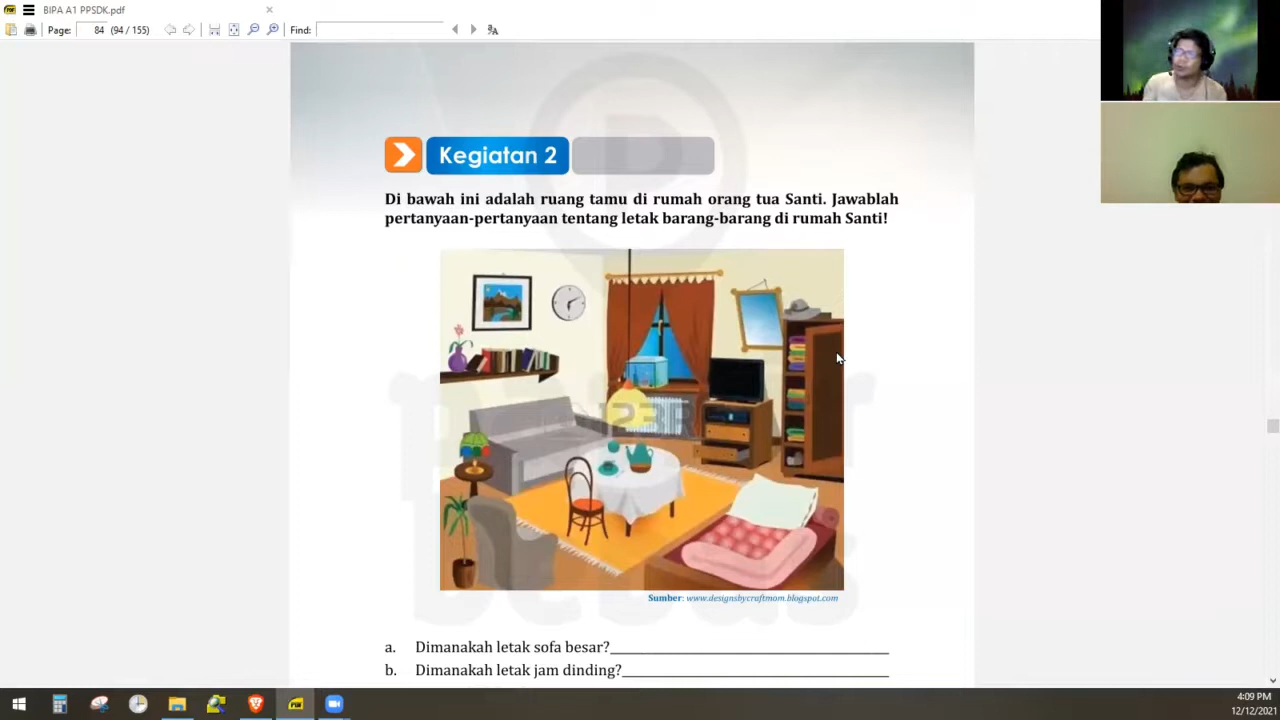 BIPA A1 PPSDK.pdf
Page: 84 (94 / 155) Find:
Kegiatan 2
Di bawah ini adalah ruang tamu di rumah orang tua Santi. Jawablah
pertanyaan-pertanyaan tentang letak barang-barang di rumah Santi!
Sumber: www.designsbycraftmom.blogspot.com
a. Dimanakah letak sofa besar?
b. Dimanakah letak jam dinding?
4:09 PM
12/12/2021